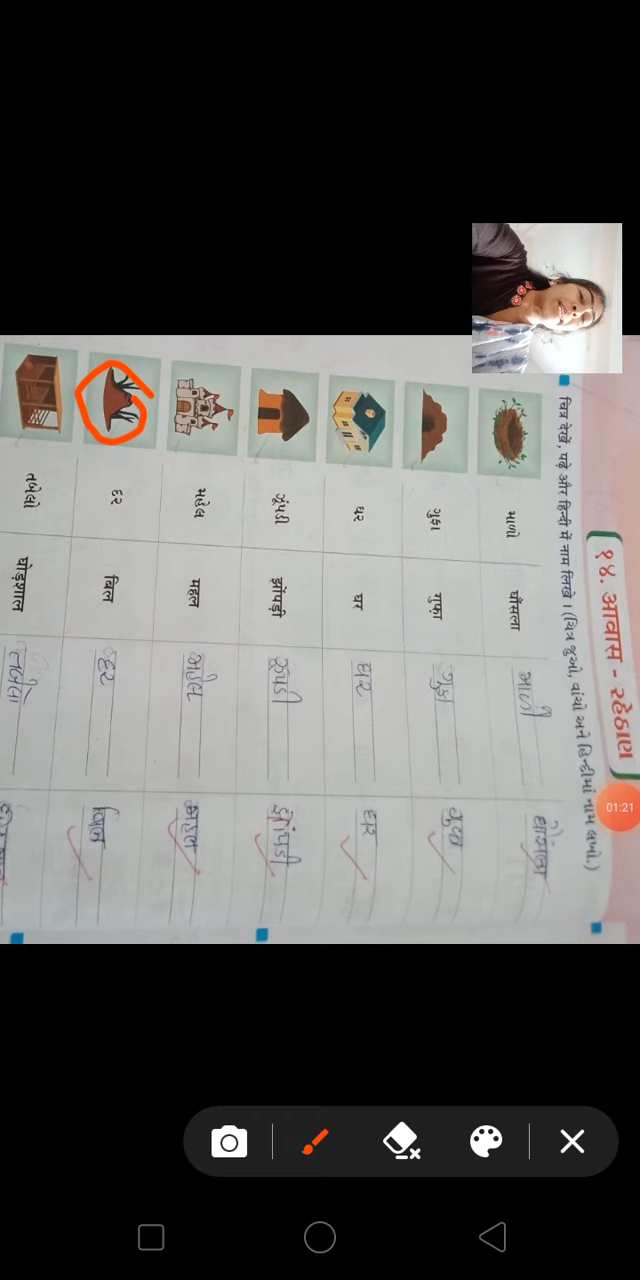 ૧૪. आवास - રહેઠાણ
चित्र देखें, पढ़े और हिन्दी में नाम लिखे । (ચિત્ર જુઓ, વાંચો અને હિન્દીમાં નામ લખો.)
માળો घोंसला માળો घोंसला
ગુફા गुफा ગુફા गुफा
ઘર घर ઘર घर
ઝૂંપડી झोंपड़ी ઝૂંપડી झोंपडी
મહેલ महल મહેલ महल
દર बिल દર बिल
તબેલો घोड़शाल તબેલો
01:21